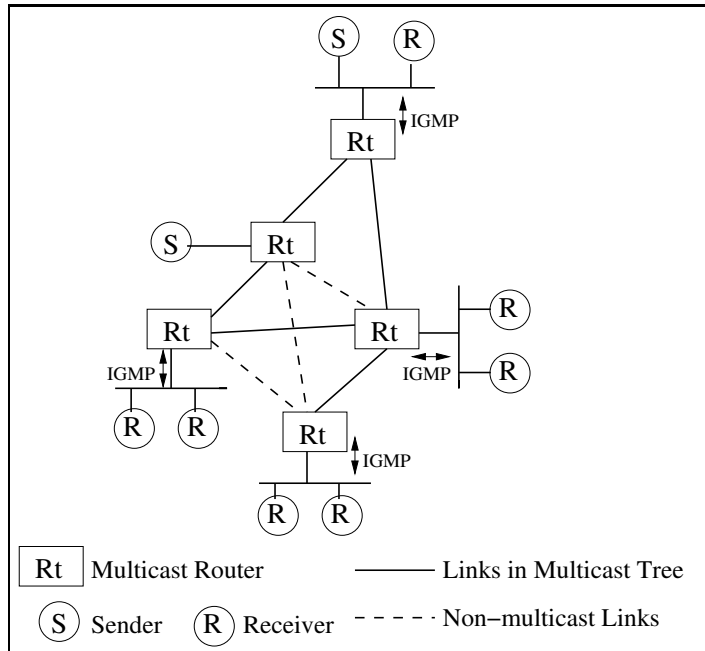 S R
IGMP
Rt
S Rt
R
Rt Rt
IGMP IGMP R
R R Rt
IGMP
R R
Rt Multicast Router Links in Multicast Tree
S Sender R Receiver Non−multicast Links